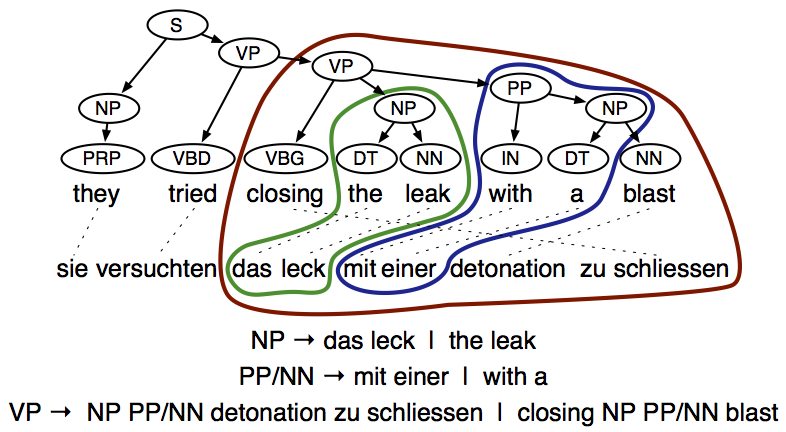 S
VP
VP
PP
NP
NP
NP
PRP
VBD
VBG
DT
NN
IN
DT
NN
they tried closing the leak with a blast
sie versuchten das leck mit einer detonation zu schliessen
NP → das leck | the leak
PP/NN → mit einer | with a
VP → NP PP/NN detonation zu schliessen | closing NP PP/NN blast